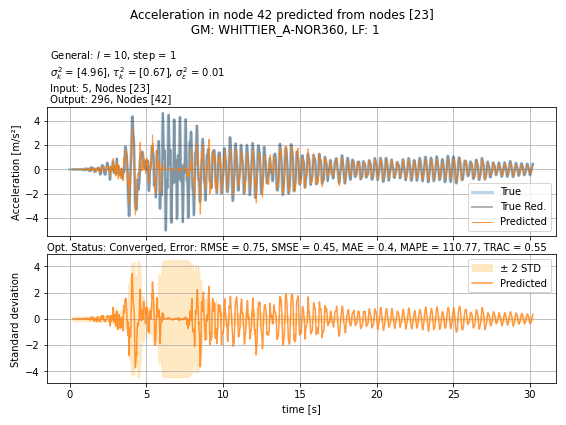 Acceleration in node 42 predicted from nodes [23]
GM: WHITTIER_A-NOR360, LF: 1
General: l = 10, step = 1
σ²ₖ = [4.96], τ²ₖ = [0.67], σ²ε = 0.01
Input: 5, Nodes [23]
Output: 296, Nodes [42]
Acceleration [m/s²]
4
2
0
−2
−4
True
True Red.
Predicted
Opt. Status: Converged, Error: RMSE = 0.75, SMSE = 0.45, MAE = 0.4, MAPE = 110.77, TRAC = 0.55
Standard deviation
4
2
0
−2
−4
± 2 STD
Predicted
0 5 10 15 20 25 30
time [s]